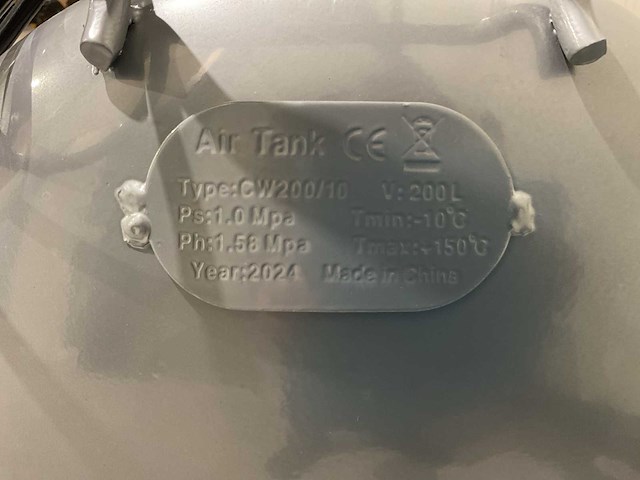 Air Tank CE
Type:CW200/10 V: 200L
Ps:1.0 Mpa Tmin:-10℃
Ph:1.58 Mpa Tmax:+150℃
Year:2024 Made in China